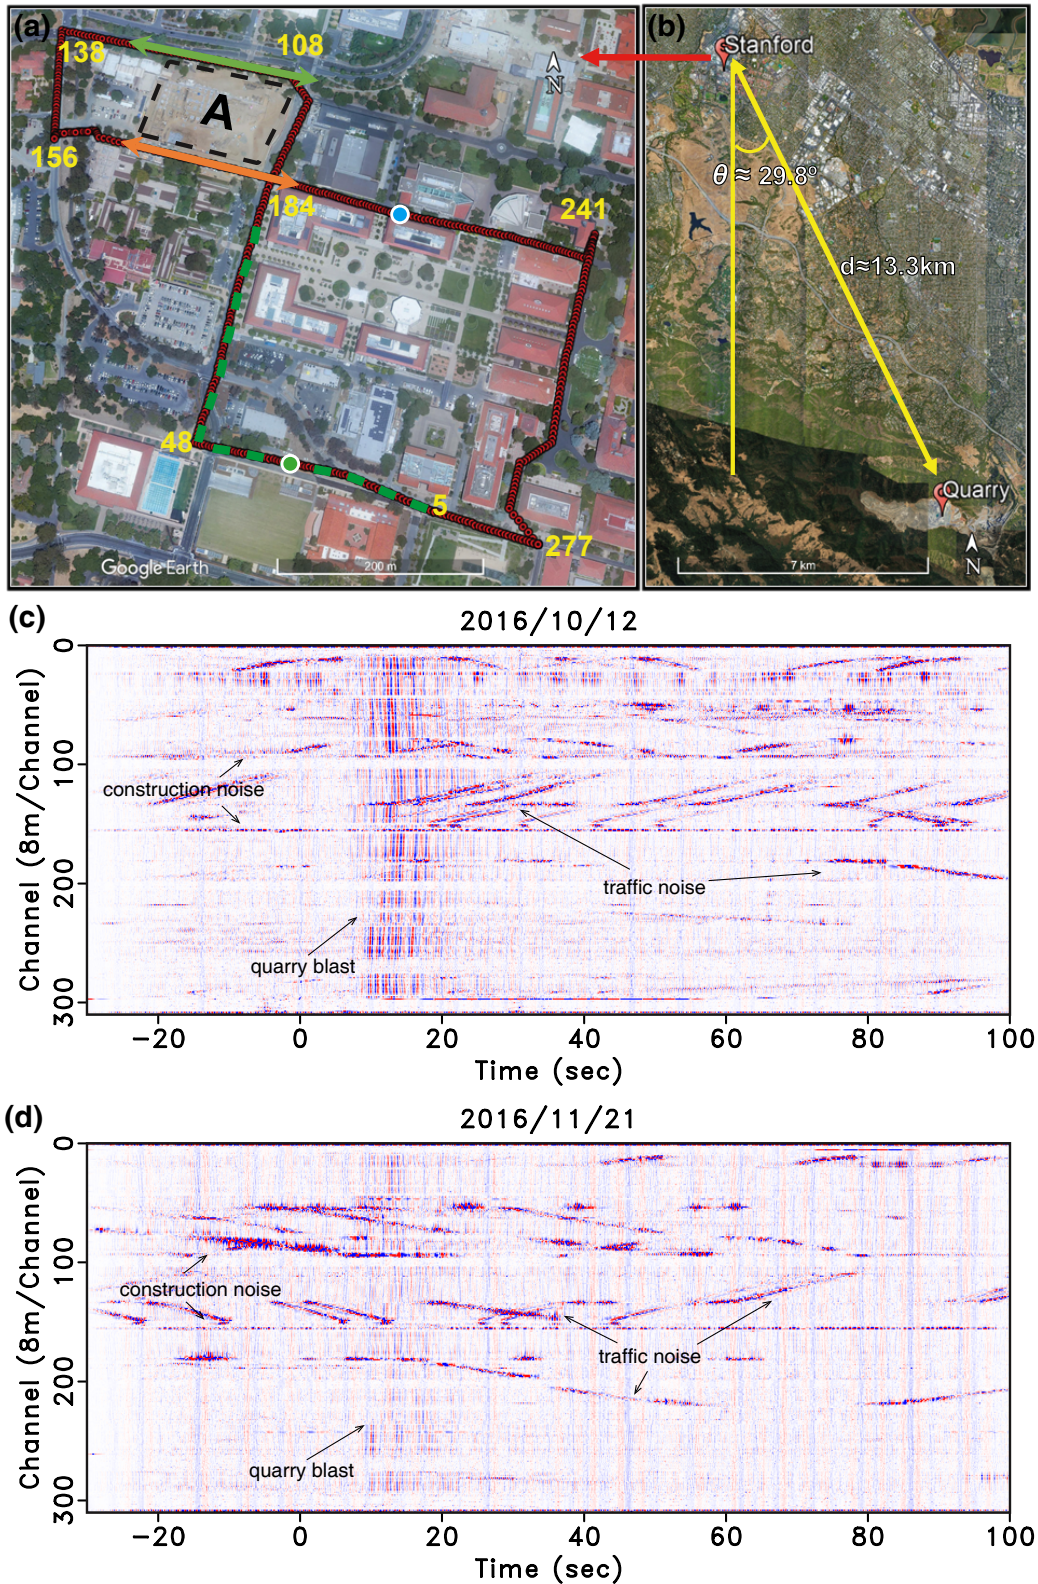 (a)
138
108
A
N
156
184
241
48
5
277
Google Earth
200 m
(b)
Stanford
θ ≈ 29.8°
d≈13.3km
Quarry
N
7 km
(c)
2016/10/12
Channel (8m/Channel)
0
100
200
300
construction noise
traffic noise
quarry blast
−20 0 20 40 60 80 100
Time (sec)
(d)
2016/11/21
Channel (8m/Channel)
0
100
200
300
construction noise
traffic noise
quarry blast
−20 0 20 40 60 80 100
Time (sec)